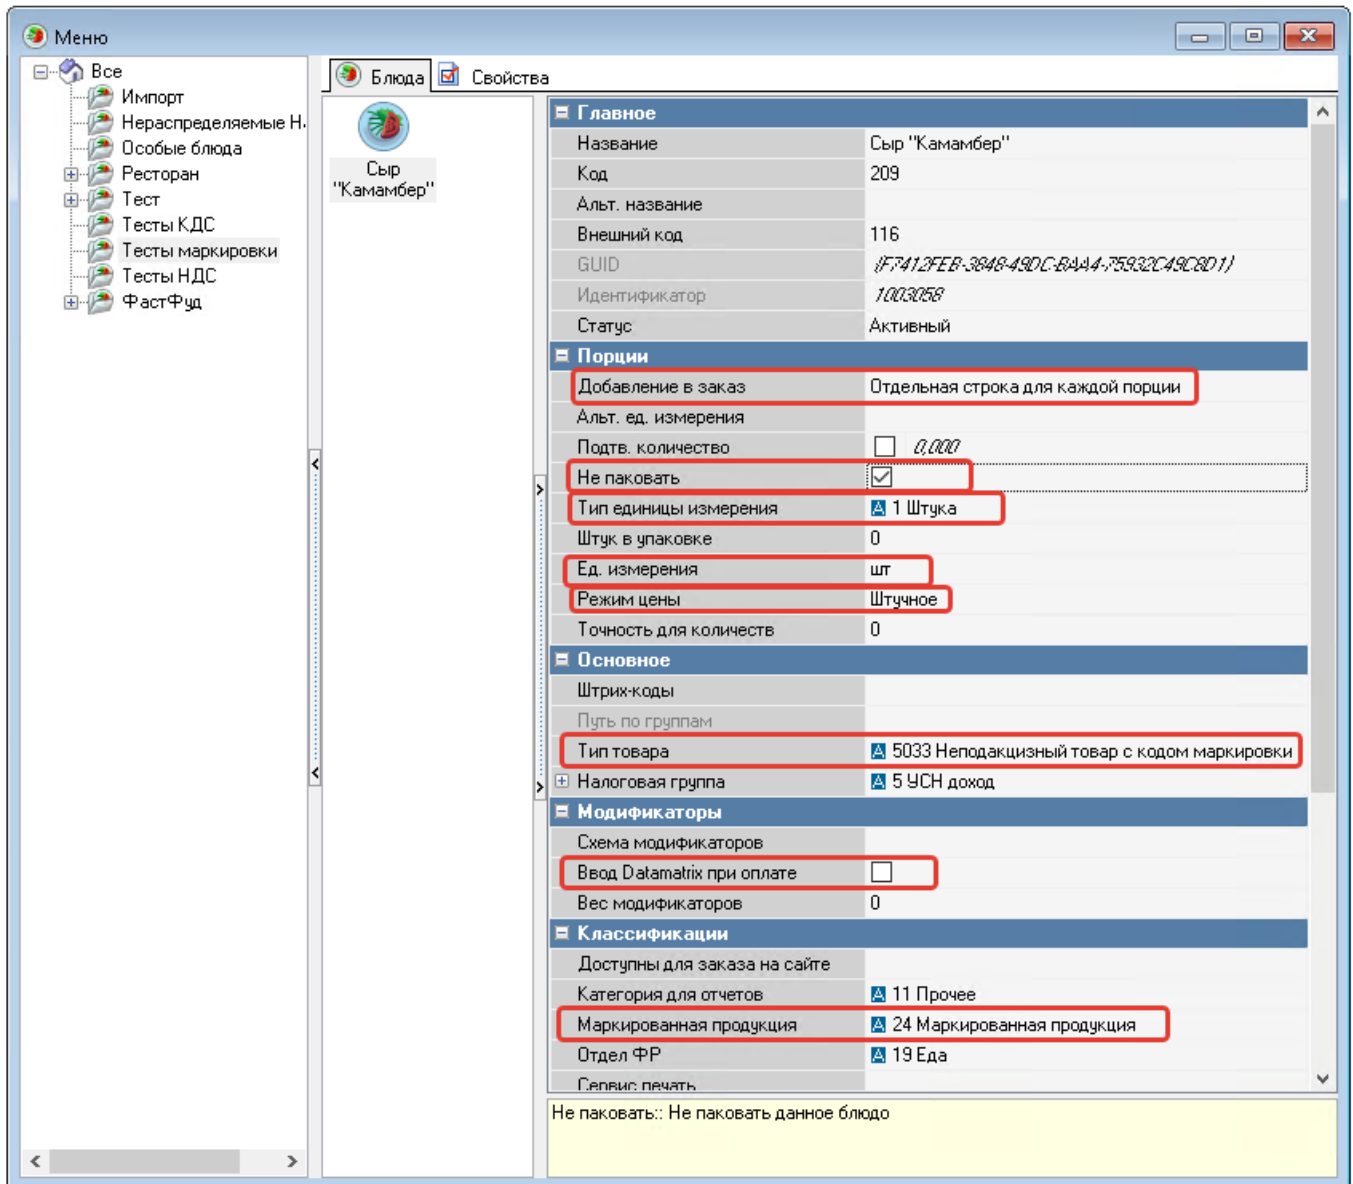 Меню
Все
Импорт
Нераспределяемые Н
Особые блюда
Ресторан
Тест
Тесты КДС
Тесты маркировки
Тесты НДС
ФастФуд
Блюда Свойства
Сыр
"Камамбер"
Главное
Название Сыр "Камамбер"
Код 209
Альт. название
Внешний код 116
GUID {F7412FEB-3848-49DC-BAA4-75932C49C8D1}
Идентификатор 1003058
Статус Активный
Порции
Добавление в заказ Отдельная строка для каждой порции
Альт. ед. измерения
Подтв. количество 0,000
Не паковать
Тип единицы измерения 1 Штука
Штук в упаковке 0
Ед. измерения шт
Режим цены Штучное
Точность для количеств 0
Основное
Штрих-коды
Путь по группам
Тип товара 5033 Неподакцизный товар с кодом маркировки
Налоговая группа 5 УСН доход
Модификаторы
Схема модификаторов
Ввод Datamatrix при оплате
Вес модификаторов 0
Классификации
Доступны для заказа на сайте
Категория для отчетов 11 Прочее
Маркированная продукция 24 Маркированная продукция
Отдел ФР 19 Еда
Сервис печать
Не паковать:: Не паковать данное блюдо